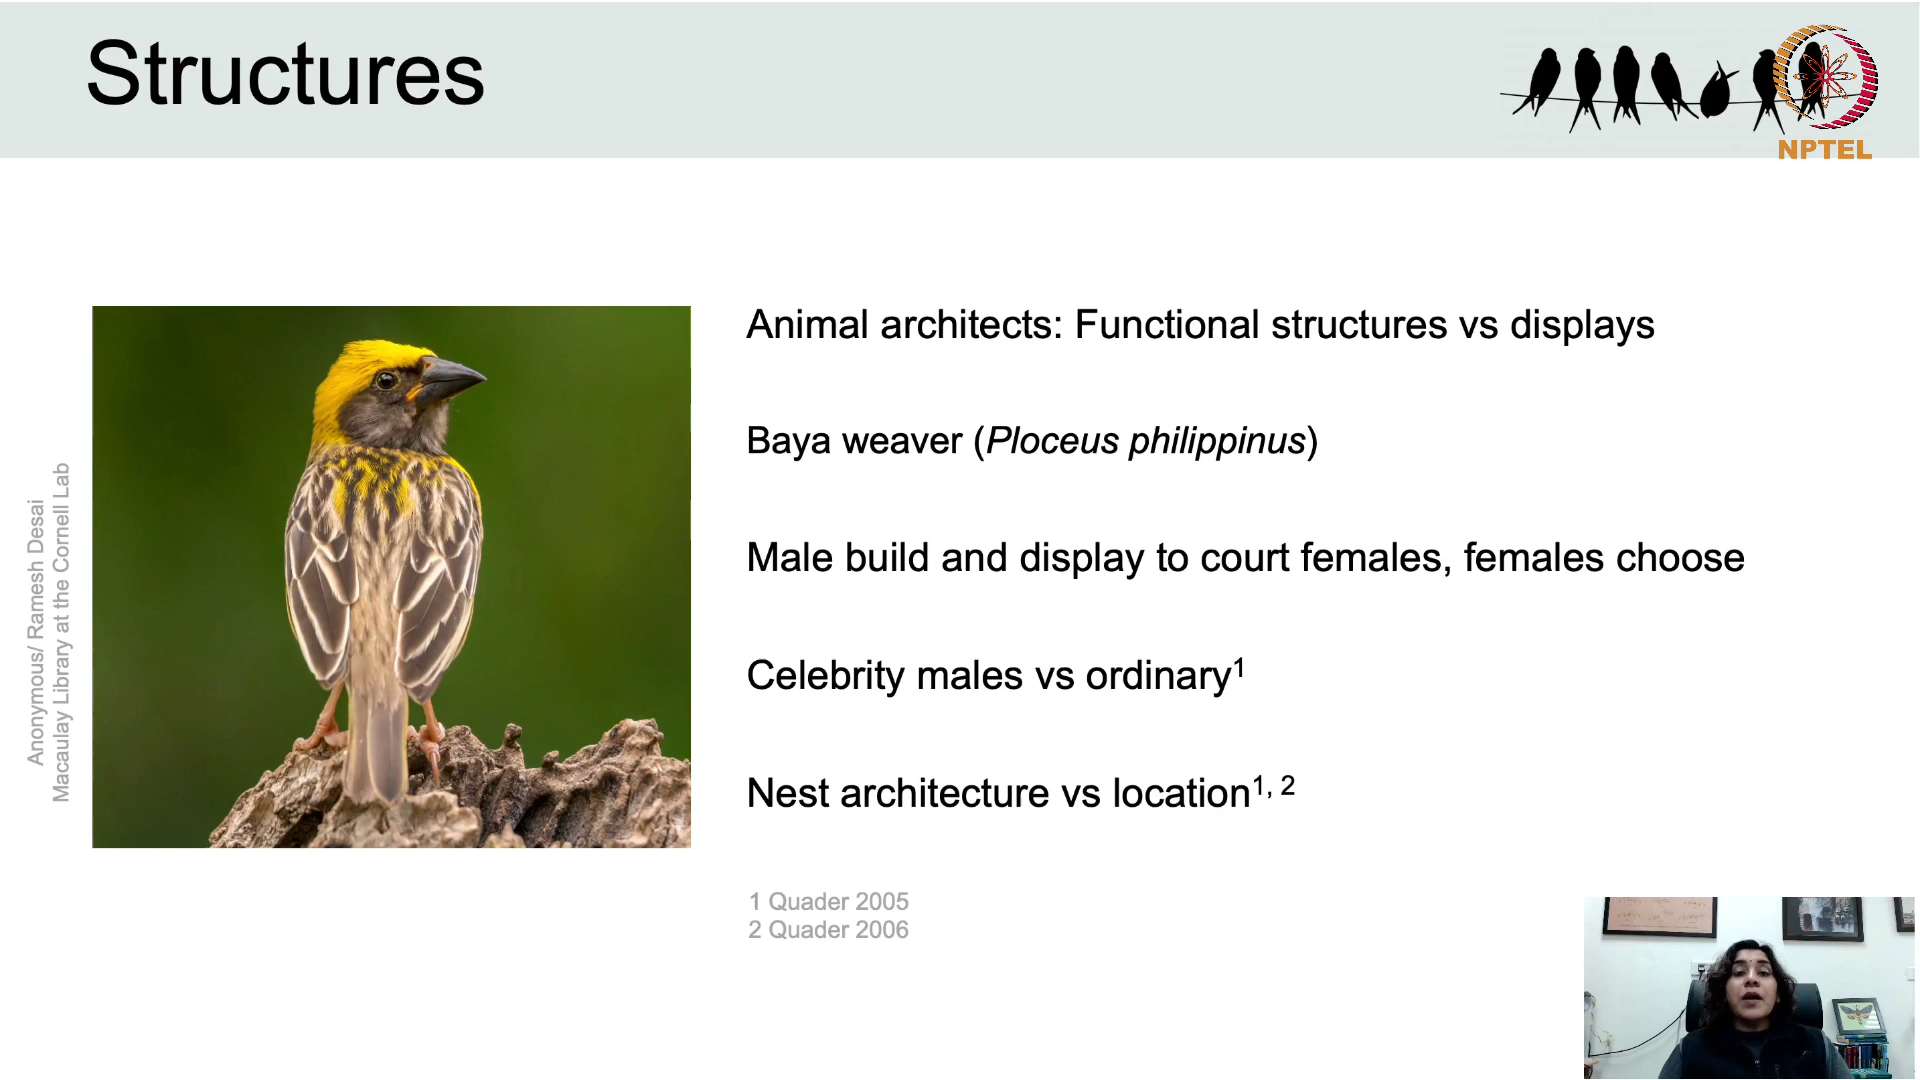 Structures
NPTEL
Anonymous/ Ramesh Desai
Macaulay Library at the Cornell Lab
Animal architects: Functional structures vs displays
Baya weaver (Ploceus philippinus)
Male build and display to court females, females choose
Celebrity males vs ordinary¹
Nest architecture vs location¹, ²
1 Quader 2005
2 Quader 2006